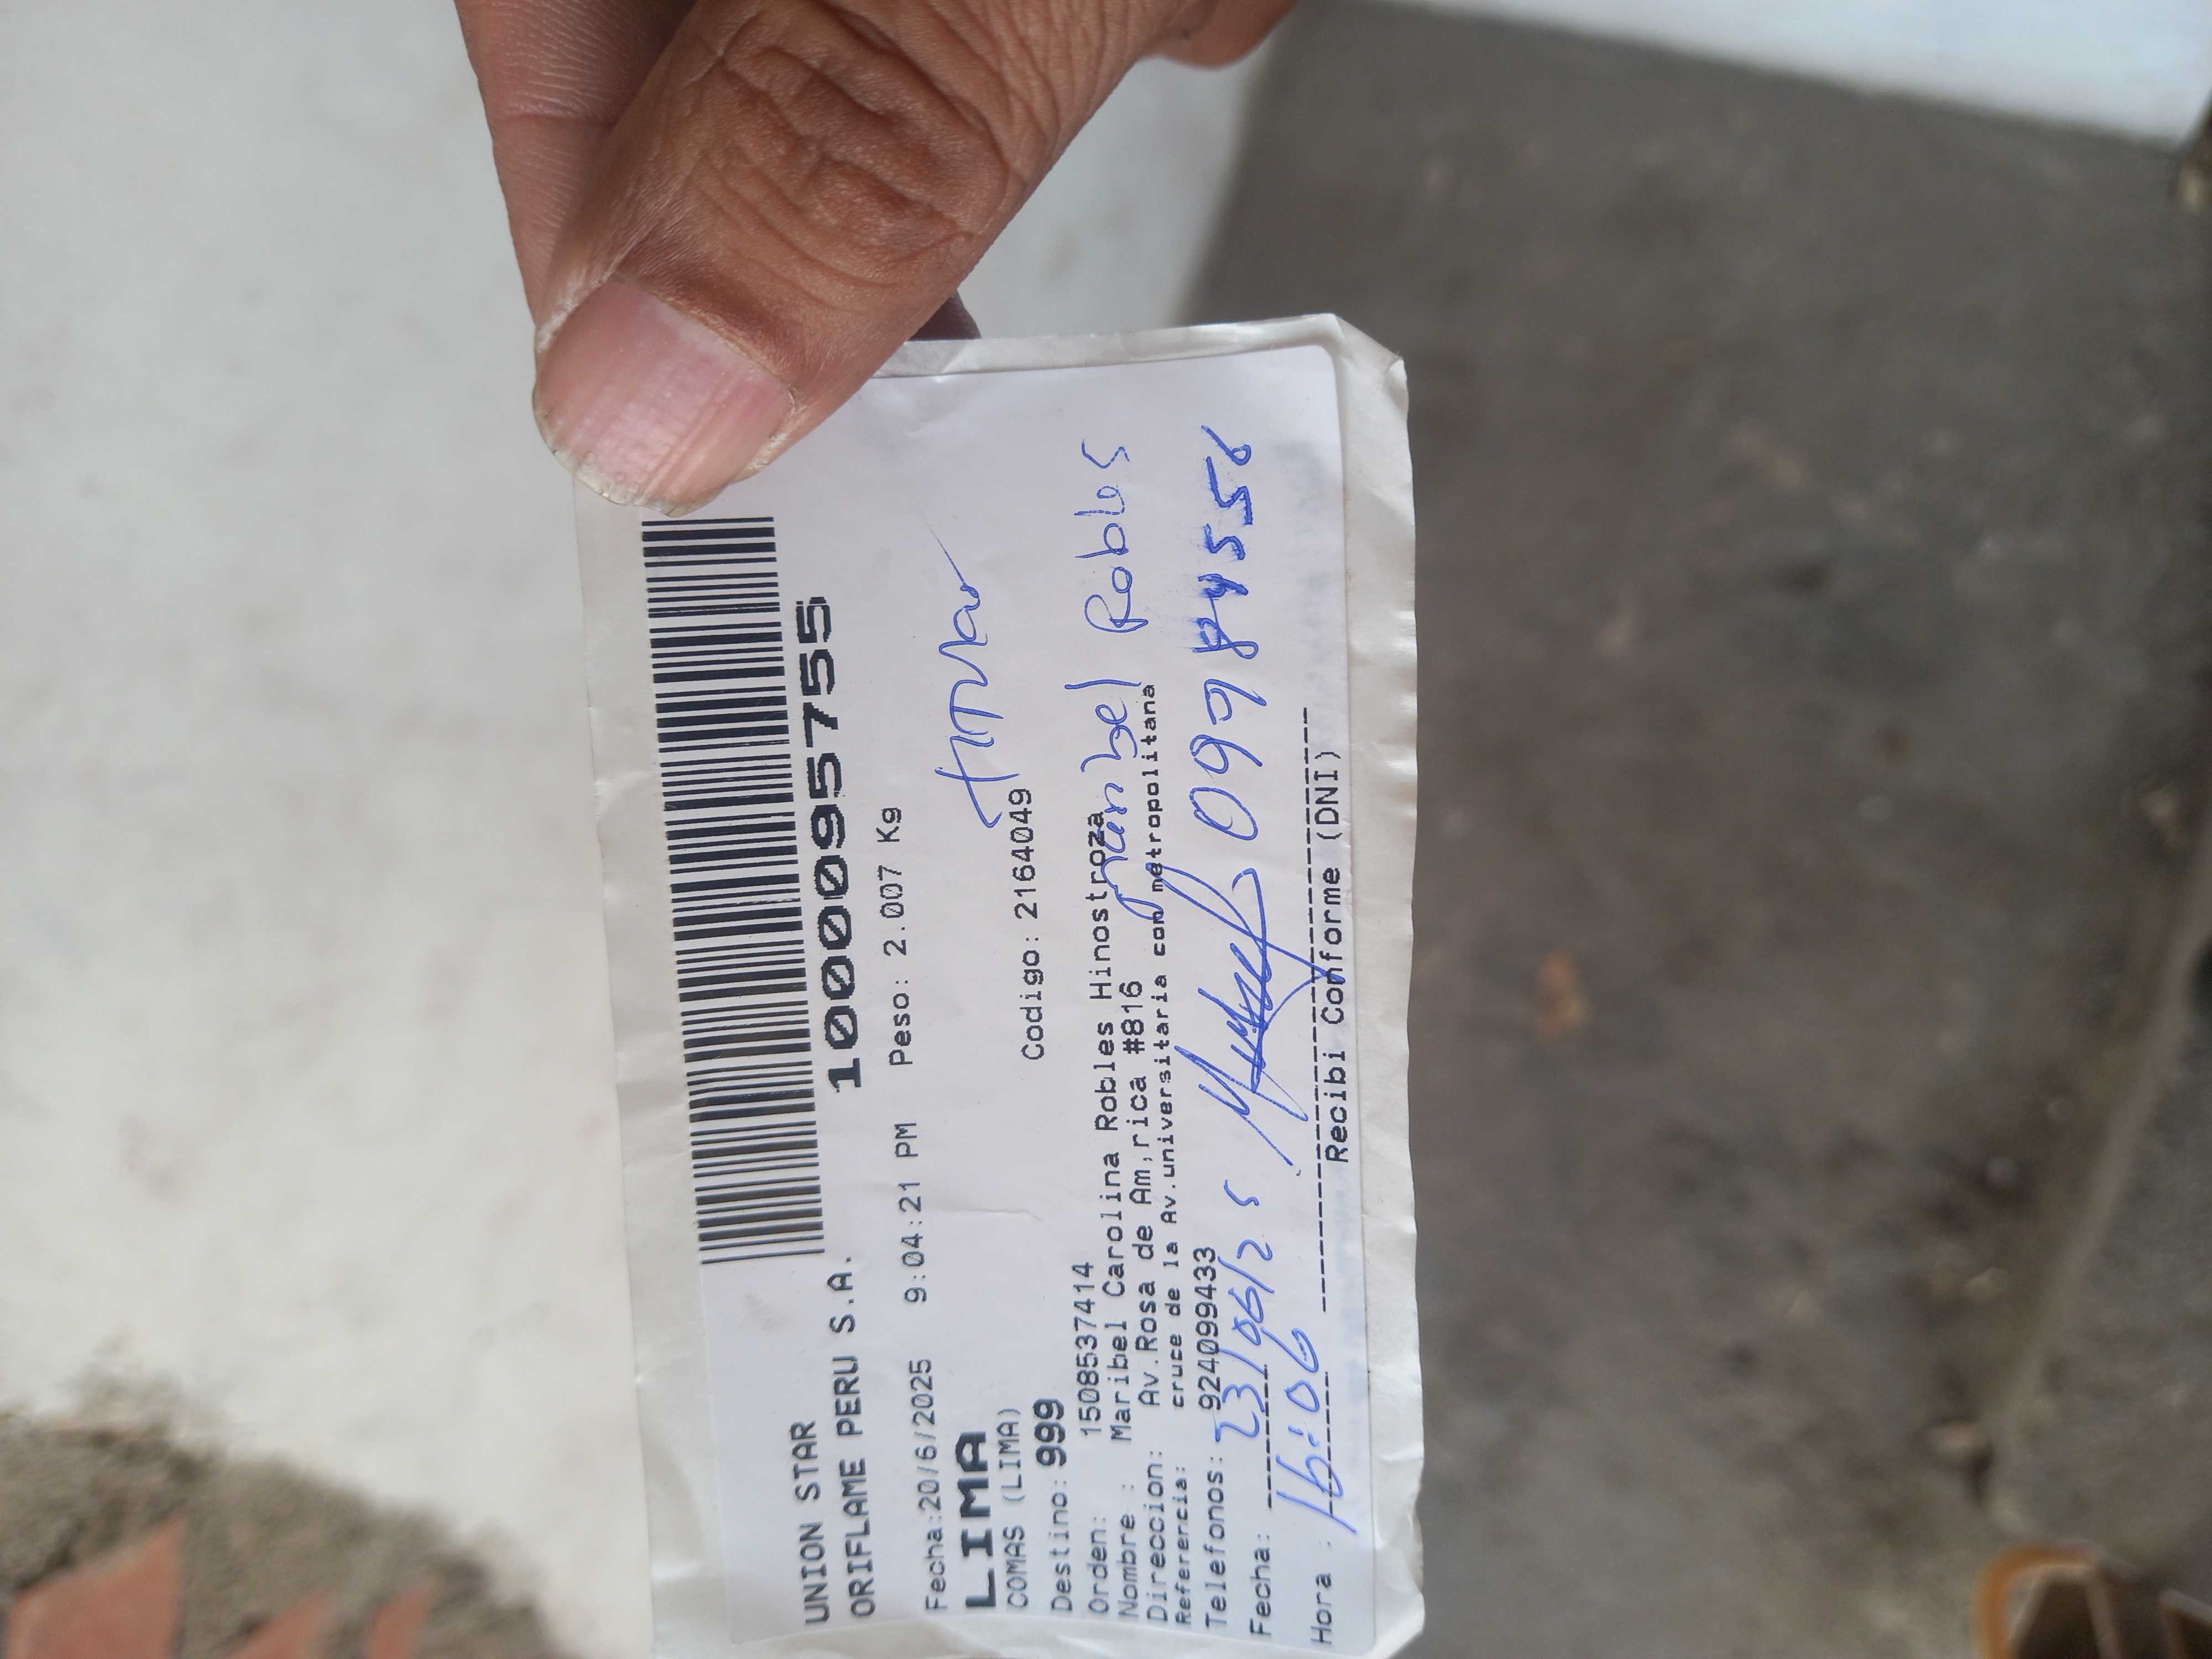 UNION STAR
ORIFLAME PERU S.A.
1000095755
Fecha:20/6/2025 9:04:21 PM Peso: 2.007 Kg
LIMA
COMAS (LIMA)
TiTular
Destino: 999 Codigo: 2164049
Orden: 1508537414
Nombre : Maribel Carolina Robles Hinostroza
Maribel Robles
Direccion: Av.Rosa de Am,rica #816
Referencia: cruce de la Av.universitaria con metropolitana
Telefonos: 924099433
Fecha: 23/06/25
09984556
Hora : 16:06
Recibi Conforme (DNI)